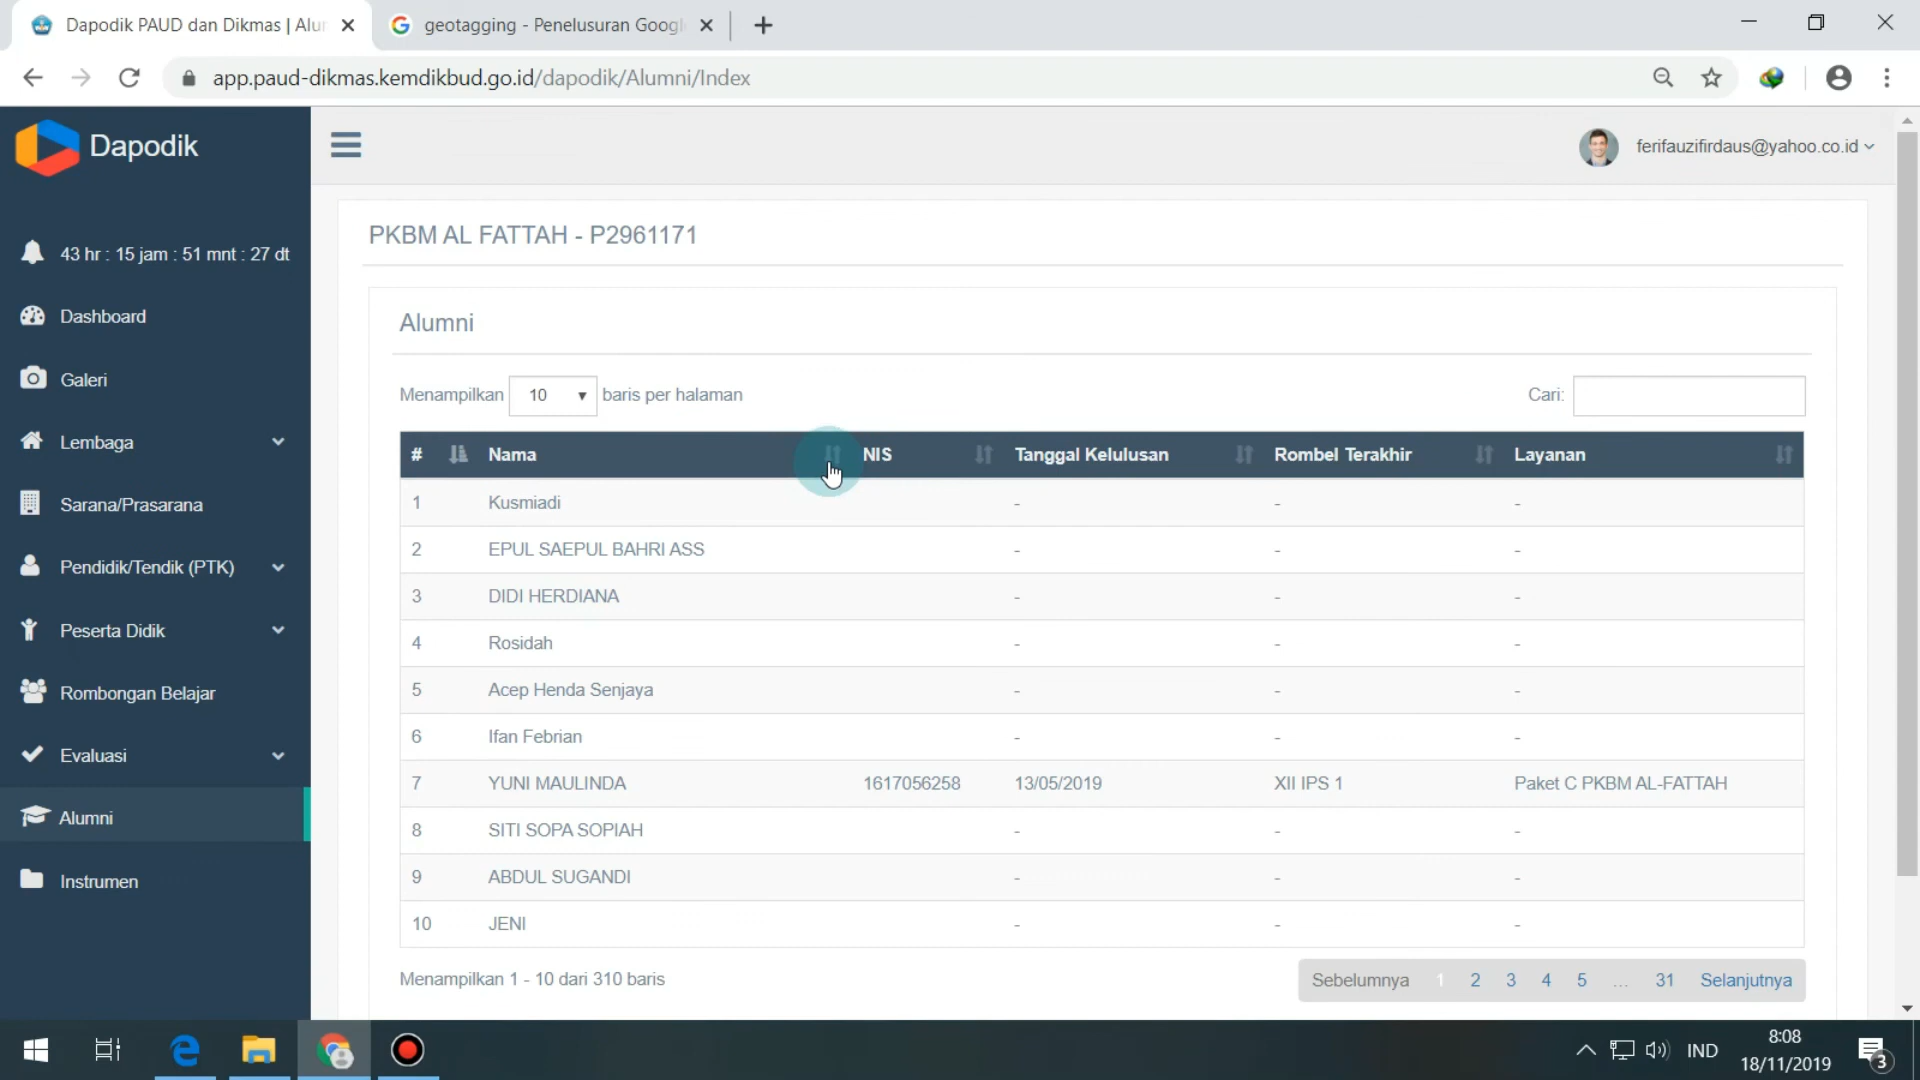 Dapodik PAUD dan Dikmas | Alu
geotagging - Penelusuran Googl
app.paud-dikmas.kemdikbud.go.id/dapodik/Alumni/Index
Dapodik
ferifauzifirdaus@yahoo.co.id
43 hr : 15 jam : 51 mnt : 27 dt
Dashboard
Galeri
Lembaga
Sarana/Prasarana
Pendidik/Tendik (PTK)
Peserta Didik
Rombongan Belajar
Evaluasi
Alumni
Instrumen
PKBM AL FATTAH - P2961171
Alumni
Menampilkan 10 baris per halaman
Cari:
# Nama NIS Tanggal Kelulusan Rombel Terakhir Layanan
1 Kusmiadi - - -
2 EPUL SAEPUL BAHRI ASS - - -
3 DIDI HERDIANA - - -
4 Rosidah - - -
5 Acep Henda Senjaya - - -
6 Ifan Febrian - - -
7 YUNI MAULINDA 1617056258 13/05/2019 XII IPS 1 Paket C PKBM AL-FATTAH
8 SITI SOPA SOPIAH - - -
9 ABDUL SUGANDI - - -
10 JENI - - -
Menampilkan 1 - 10 dari 310 baris
Sebelumnya 1 2 3 4 5 ... 31 Selanjutnya
IND
8:08
18/11/2019
3